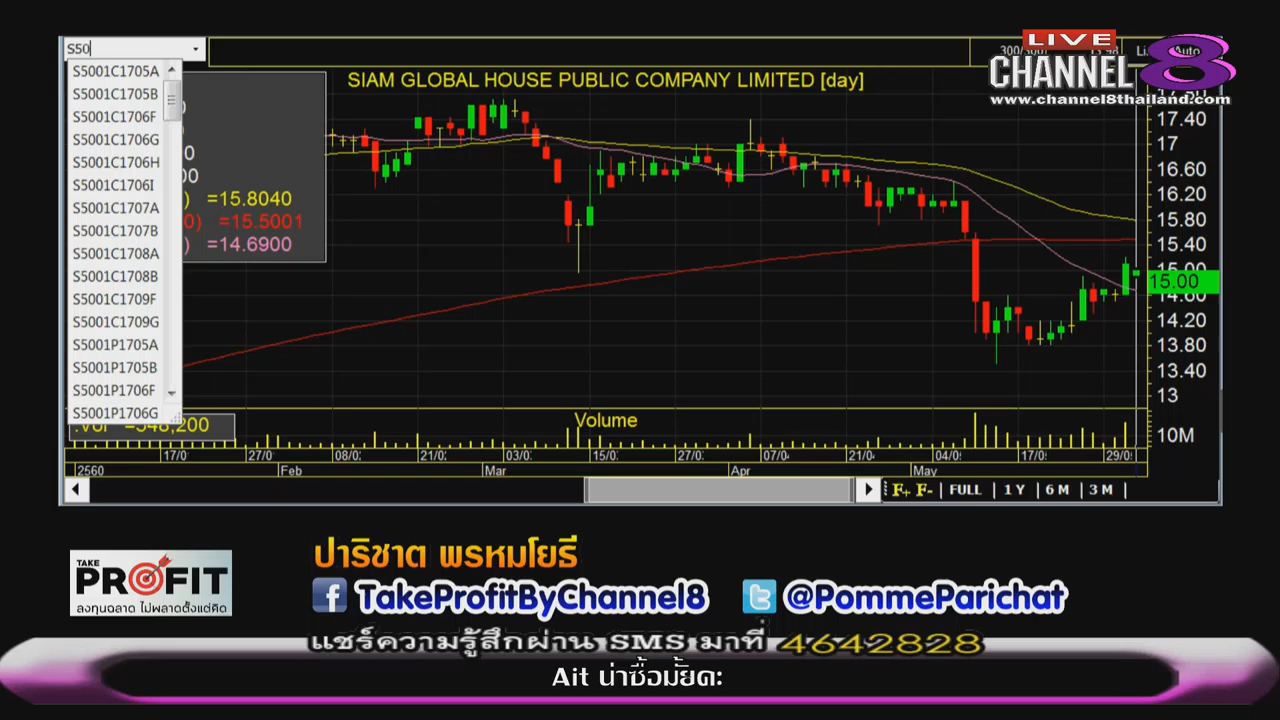 S50
LIVE
CHANNEL 8
www.channel8thailand.com
Auto
SIAM GLOBAL HOUSE PUBLIC COMPANY LIMITED [day]
S5001C1705A
S5001C1705B
S5001C1706F
S5001C1706G
S5001C1706H
S5001C1706I
S5001C1707A
S5001C1707B
S5001C1708A
S5001C1708B
S5001C1709F
S5001C1709G
S5001P1705A
S5001P1705B
S5001P1706F
S5001P1706G
=15.8040
=15.5001
=14.6900
17.40
17
16.60
16.20
15.80
15.40
15.00
15.00
14.60
14.20
13.80
13.40
13
Volume
10M
17/0 27/0 08/0 21/0 03/0 15/0 27/0 07/0 21/0 04/0 17/0 29/0
2560 Feb Mar Apr May
F+ F- FULL 1 Y 6 M 3 M
TAKE
PROFIT
ลงทุนฉลาด ไม่พลาดตั้งแต่คิด
ปาริชาต พรหมโยธี
TakeProfitByChannel8
@PommeParichat
แชร์ความรู้สึกผ่าน SMS มาที่ 4642828
Ait น่าซื้อมั้ยคะ